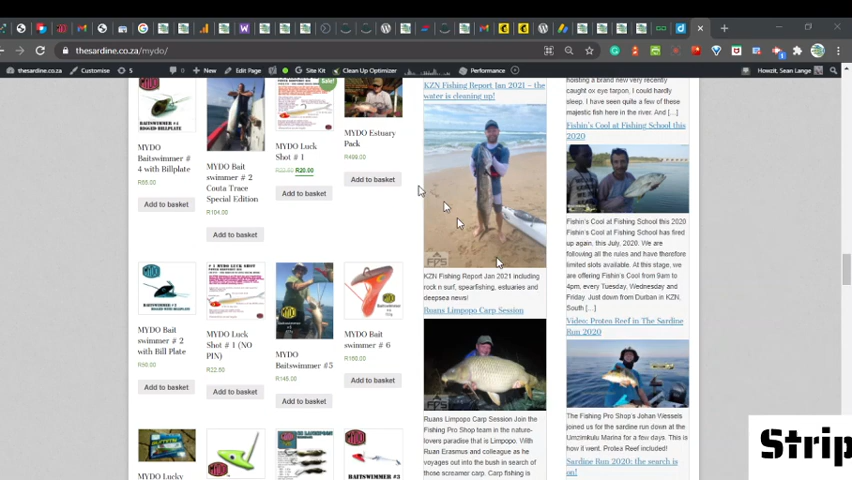 thesardine.co.za/mydo/
Customise
5
0
New
Edit Page
Site Kit
Clean Up Optimizer
Performance
Howzit, Sean Lange
BAITSWIMMER #4
RIGGED BILLPLATE
MYDO
Baitswimmer #
4 with Billplate
R85.00
Add to basket
MYDO Bait
swimmer # 2
Couta Trace
Special Edition
R104.00
Add to basket
Sale!
MYDO Luck
Shot # 1
R22.50 R20.00
Add to basket
MYDO Estuary
Pack
R499.00
Add to basket
MYDO Bait
swimmer # 2
with Bill Plate
R90.00
Add to basket
MYDO Luck
Shot # 1 (NO
PIN)
R22.50
Add to basket
MYDO
Baitswimmer #5
R145.00
Add to basket
MYDO Bait
swimmer # 6
R160.00
Add to basket
MYDO Lucky
BAITSWIMMER #3
KZN Fishing Report Jan 2021 – the
water is cleaning up!
FPS
KZN Fishing Report Jan 2021 including
rock n surf, spearfishing, estuaries and
deepsea news!
Ruans Limpopo Carp Session
FPS
Ruans Limpopo Carp Session Join the
Fishing Pro Shop team in the nature-
lovers paradise that is Limpopo. With
Ruan Erasmus and colleague as he
voyages out into the bush in search of
those screamer carp. Carp fishing is
hoisting a brand new very recently
caught ox eye tarpon. I could hardly
sleep. I have seen quite a few of these
majestic fish here in the river. And […]
Fishin's Cool at Fishing School this
2020
Fishin's Cool at Fishing School this 2020
Fishin's Cool at Fishing School has fired
up again, this July, 2020. We are
following all the rules and have therefore
limited slots available. At this stage, we
are offering Fishin's Cool from 9am to
4pm, every Tuesday, Wednesday and
Friday. Just down from Durban in KZN,
South […]
Video: Protea Reef in The Sardine
Run 2020
The Fishing Pro Shop's Johan Wessels
joined us for the sardine run down at the
Umzimkulu Marina for a few days. This is
how it went. Protea Reef included!
Sardine Run 2020: the search is
on!
Strip